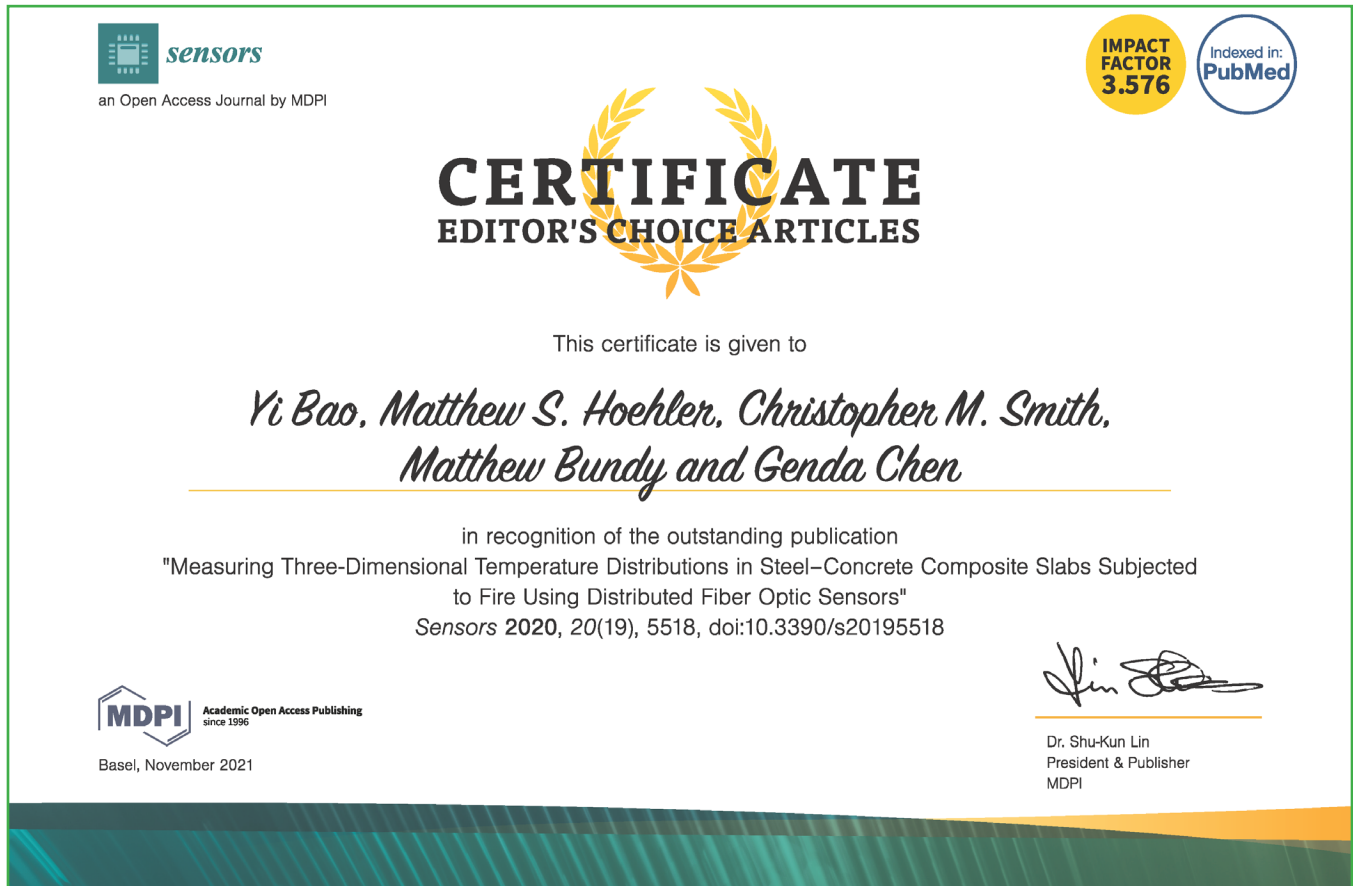 sensors
an Open Access Journal by MDPI
IMPACT
FACTOR
3.576
Indexed in:
PubMed
CERTIFICATE
EDITOR'S CHOICE ARTICLES
This certificate is given to
Yi Bao, Matthew S. Hoehler, Christopher M. Smith,
Matthew Bundy and Genda Chen
in recognition of the outstanding publication
"Measuring Three-Dimensional Temperature Distributions in Steel–Concrete Composite Slabs Subjected
to Fire Using Distributed Fiber Optic Sensors"
Sensors 2020, 20(19), 5518, doi:10.3390/s20195518
MDPI
Academic Open Access Publishing
since 1996
Basel, November 2021
Dr. Shu-Kun Lin
President & Publisher
MDPI